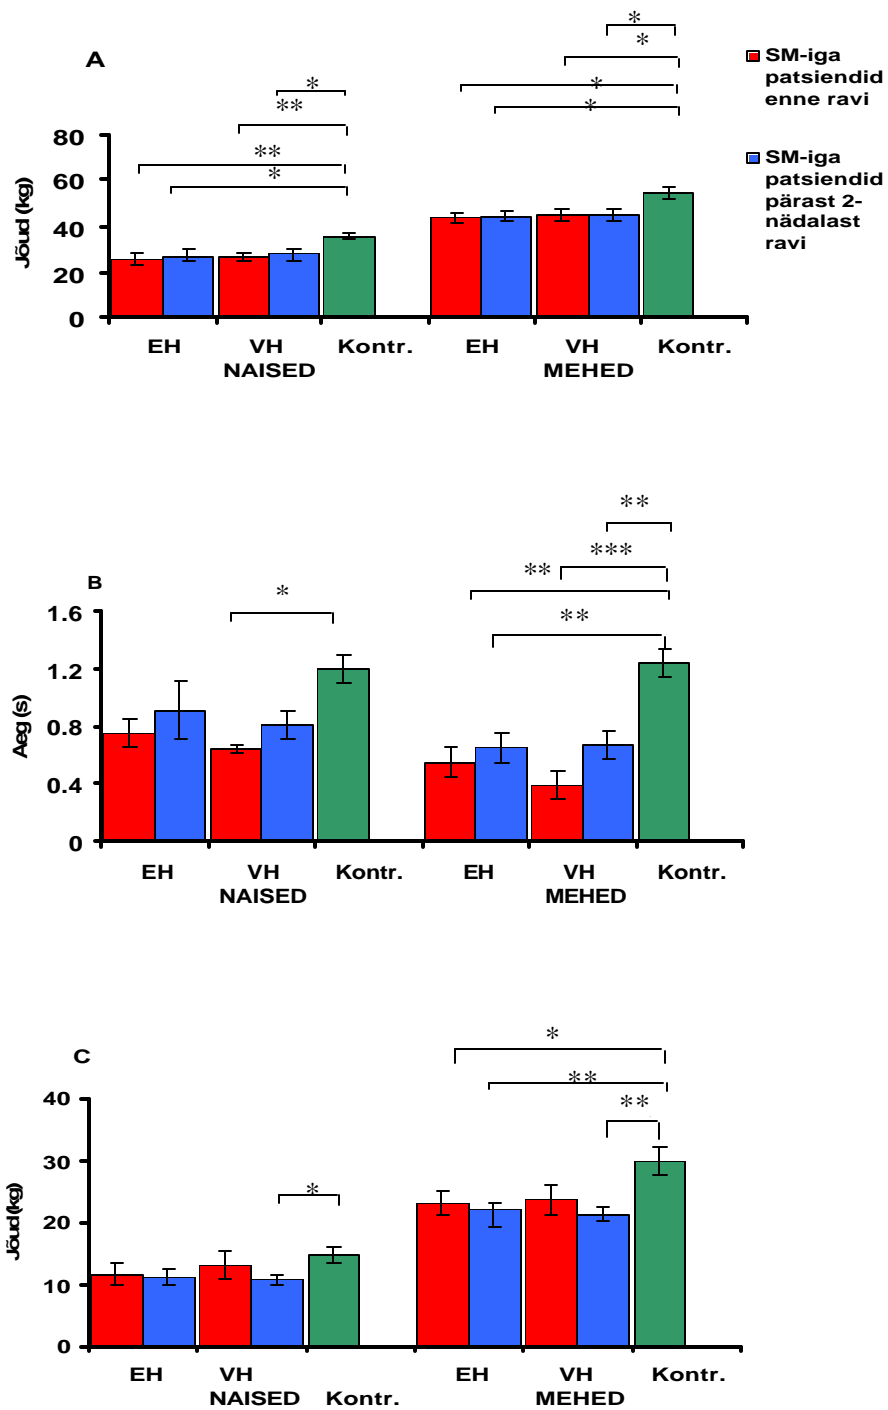 A
*
*
*
*
*
**
**
*
SM-iga
patsiendid
enne ravi
SM-iga
patsiendid
pärast 2-
nädalast
ravi
Jõud (kg)
80
60
40
20
0
EH VH Kontr. EH VH Kontr.
NAISED MEHED
B
**
***
**
*
**
Aeg (s)
1.6
1.2
0.8
0.4
0
EH VH Kontr. EH VH Kontr.
NAISED MEHED
C
*
**
**
*
Jõud (kg)
40
30
20
10
0
EH VH EH VH Kontr.
NAISED Kontr. MEHED